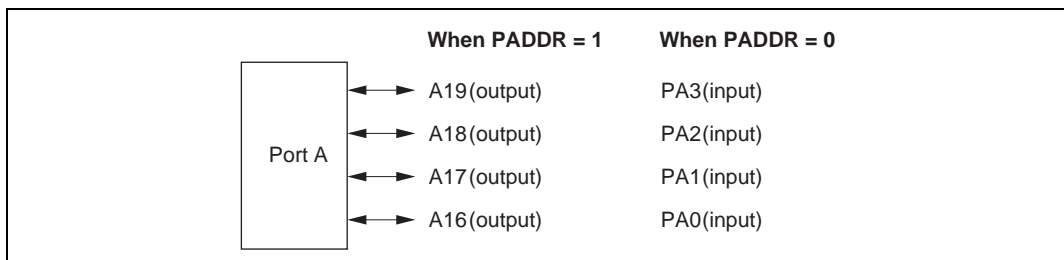 When PADDR = 1 When PADDR = 0
A19(output) PA3(input)
A18(output) PA2(input)
Port A
A17(output) PA1(input)
A16(output) PA0(input)